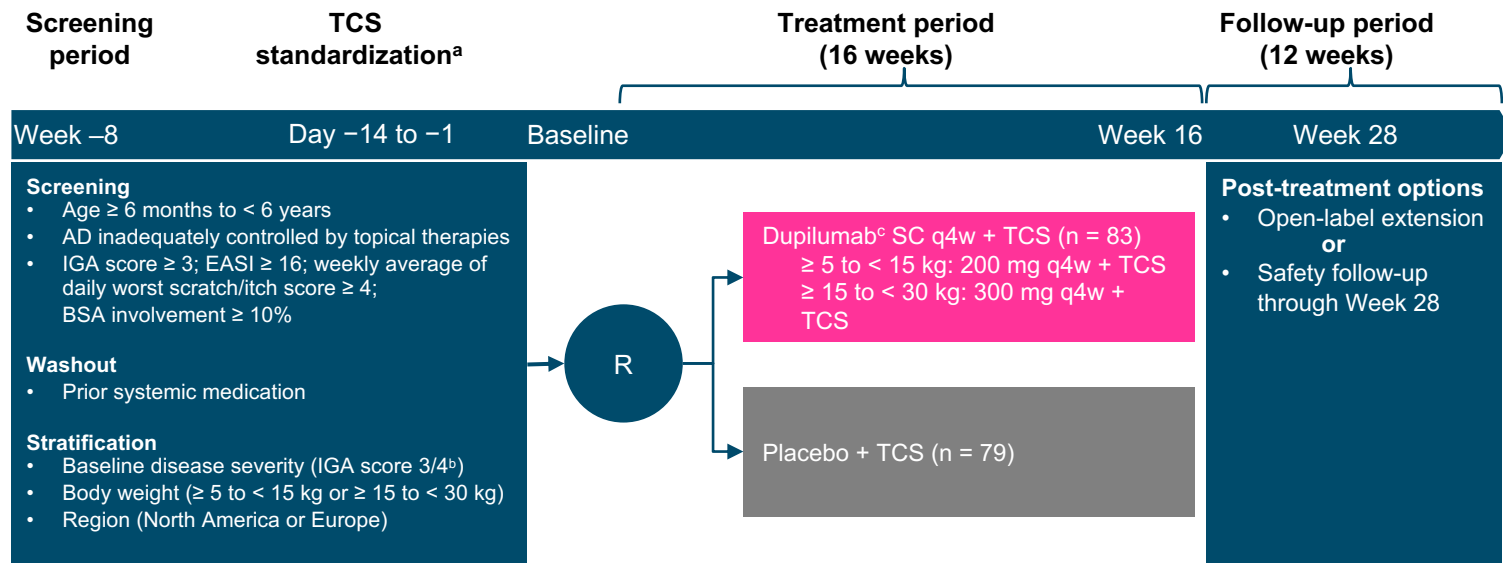 Screening
period
TCS
standardizationᵃ
Treatment period
(16 weeks)
Follow-up period
(12 weeks)
Week –8
Day −14 to −1
Baseline
Week 16
Week 28
Screening
• Age ≥ 6 months to < 6 years
• AD inadequately controlled by topical therapies
• IGA score ≥ 3; EASI ≥ 16; weekly average of
daily worst scratch/itch score ≥ 4;
BSA involvement ≥ 10%
Washout
• Prior systemic medication
Stratification
• Baseline disease severity (IGA score 3/4ᵇ)
• Body weight (≥ 5 to < 15 kg or ≥ 15 to < 30 kg)
• Region (North America or Europe)
R
Dupilumabᶜ SC q4w + TCS (n = 83)
≥ 5 to < 15 kg: 200 mg q4w + TCS
≥ 15 to < 30 kg: 300 mg q4w +
TCS
Placebo + TCS (n = 79)
Post-treatment options
• Open-label extension
or
• Safety follow-up
through Week 28